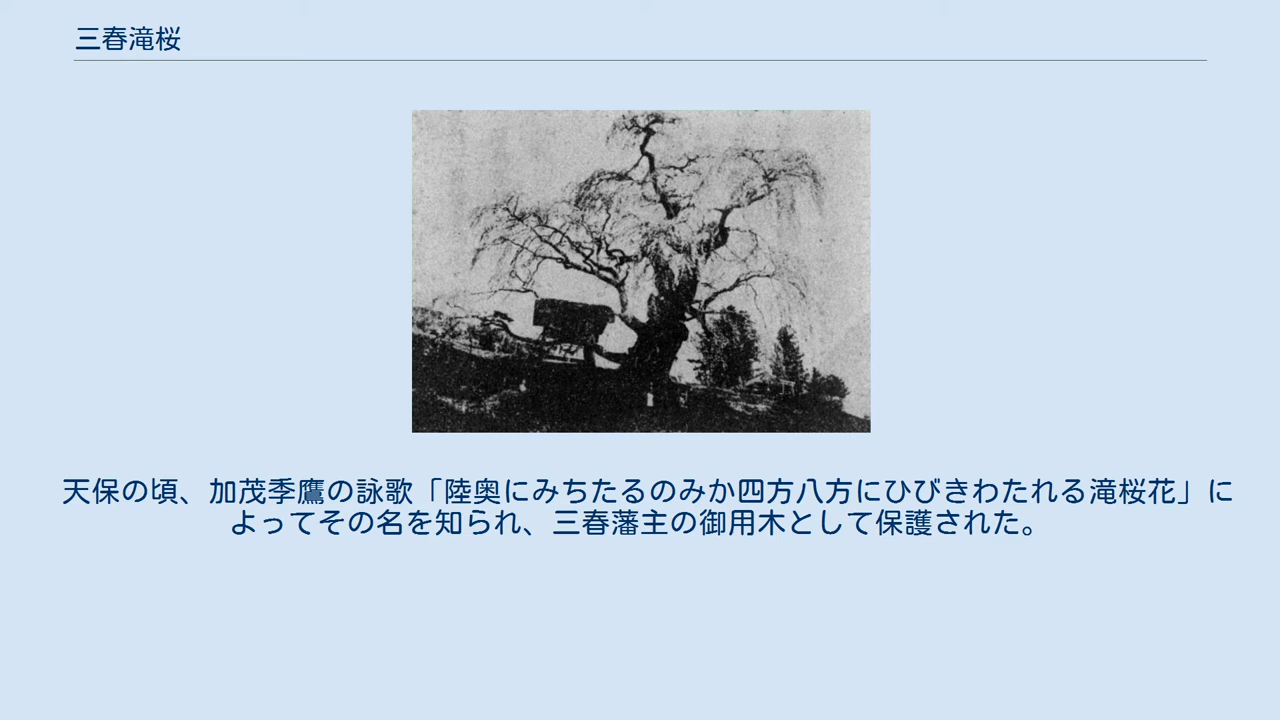 三春滝桜
天保の頃、加茂季鷹の詠歌「陸奥にみちたるのみか四方八方にひびきわたれる滝桜花」に
よってその名を知られ、三春藩主の御用木として保護された。